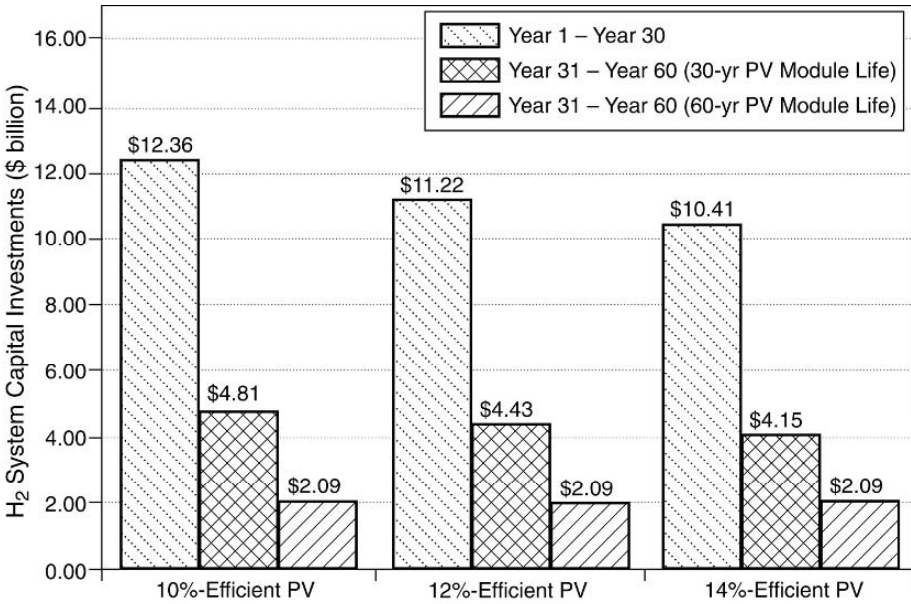 H2 System Capital Investments ($ billion)
16.00
14.00
12.00
10.00
8.00
6.00
4.00
2.00
0.00
Year 1 – Year 30
Year 31 – Year 60 (30-yr PV Module Life)
Year 31 – Year 60 (60-yr PV Module Life)
$12.36
$4.81
$2.09
$11.22
$4.43
$2.09
$10.41
$4.15
$2.09
10%-Efficient PV
12%-Efficient PV
14%-Efficient PV